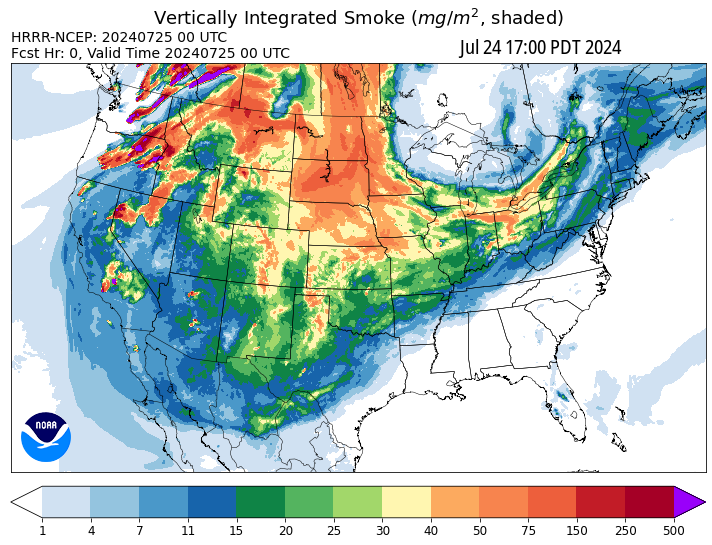 Vertically Integrated Smoke (mg/m², shaded)
HRRR-NCEP: 20240725 00 UTC
Fcst Hr: 0, Valid Time 20240725 00 UTC
Jul 24 17:00 PDT 2024
NOAA
1 4 7 11 15 20 25 30 40 50 75 150 250 500